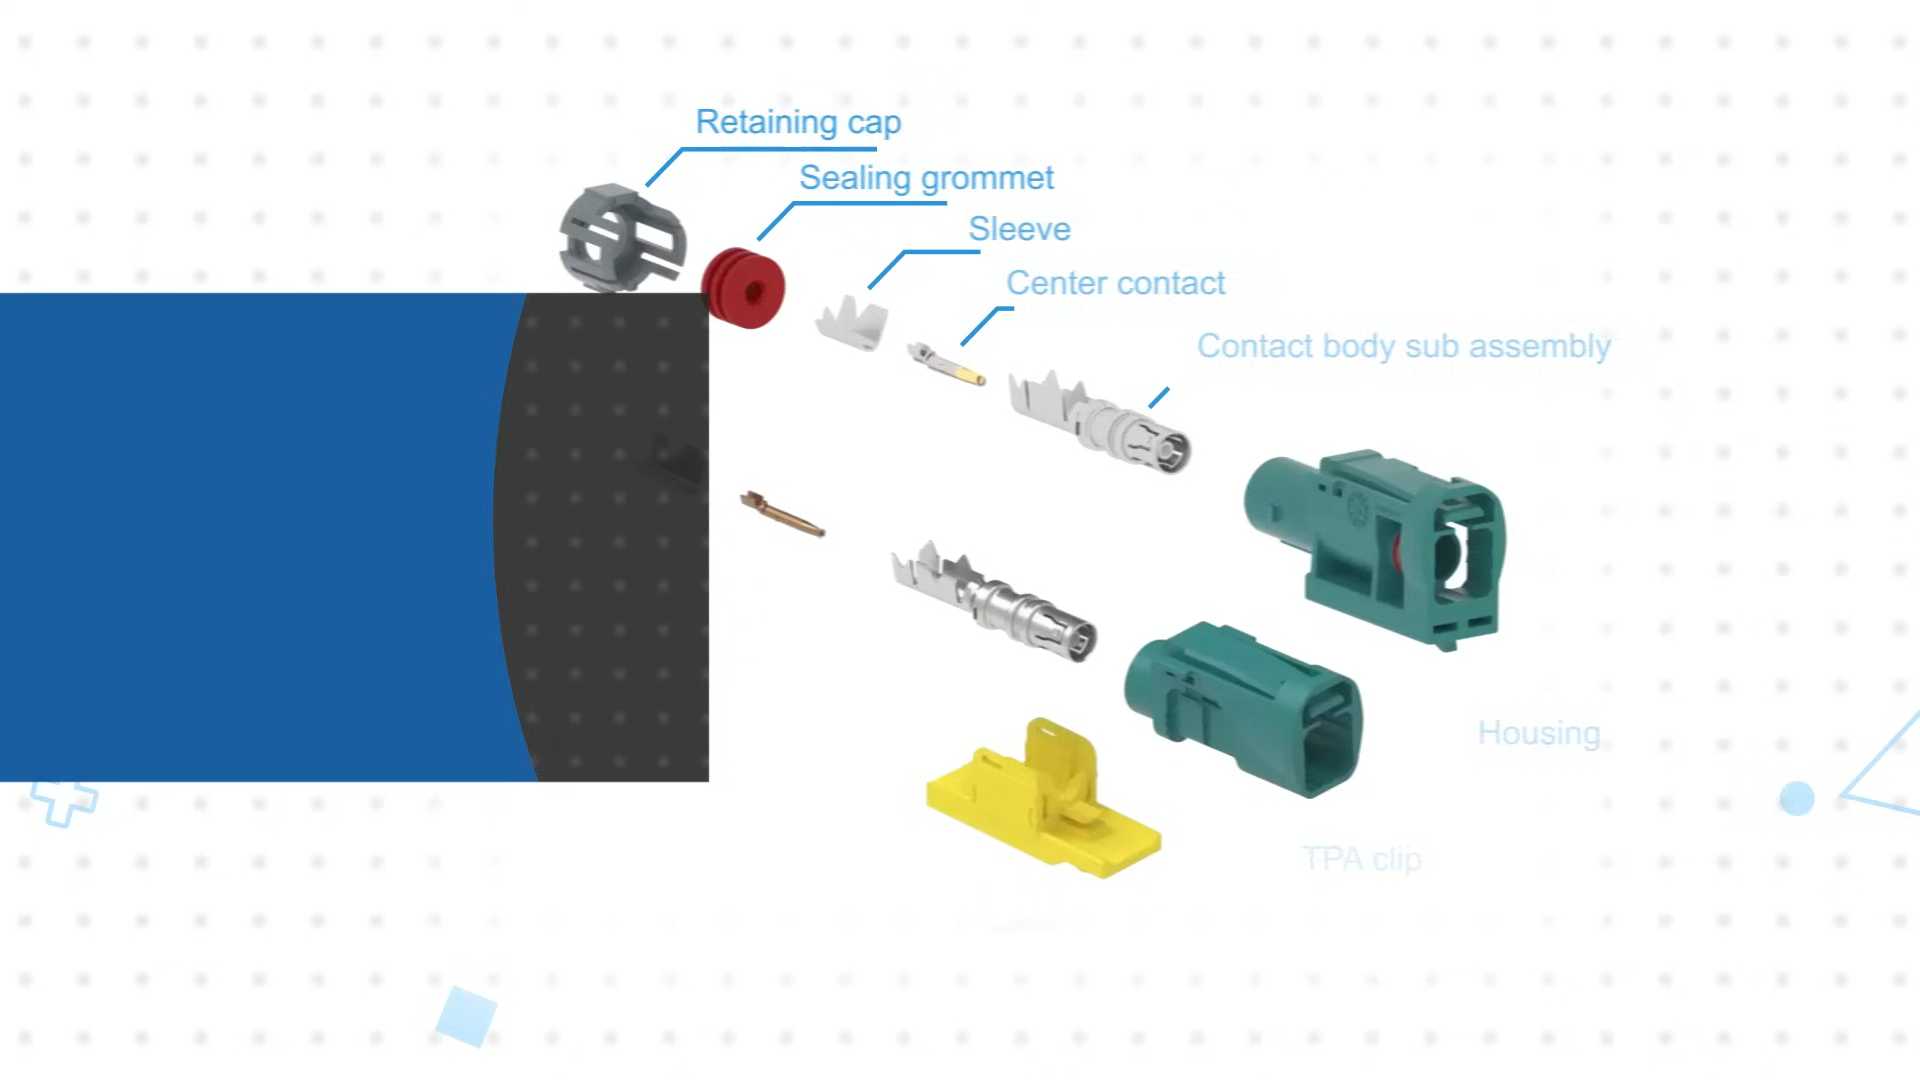 Retaining cap
Sealing grommet
Sleeve
Center contact
Contact body sub assembly
Housing
TPA clip